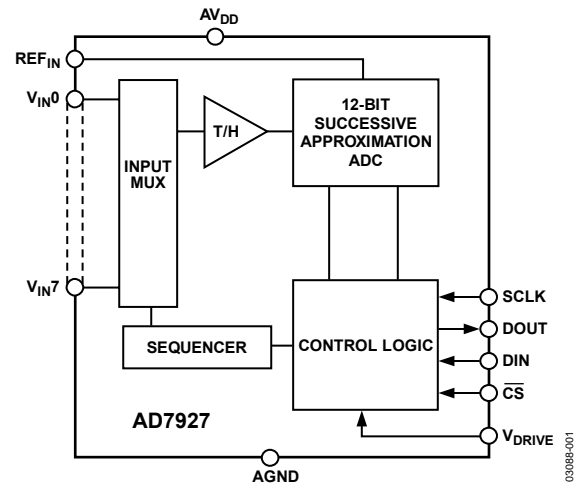 AVDD
REFIN
VIN0
VIN7
INPUT
MUX
T/H
12-BIT
SUCCESSIVE
APPROXIMATION
ADC
SEQUENCER
CONTROL LOGIC
SCLK
DOUT
DIN
C̅S̅
VDRIVE
AD7927
AGND
03088-001